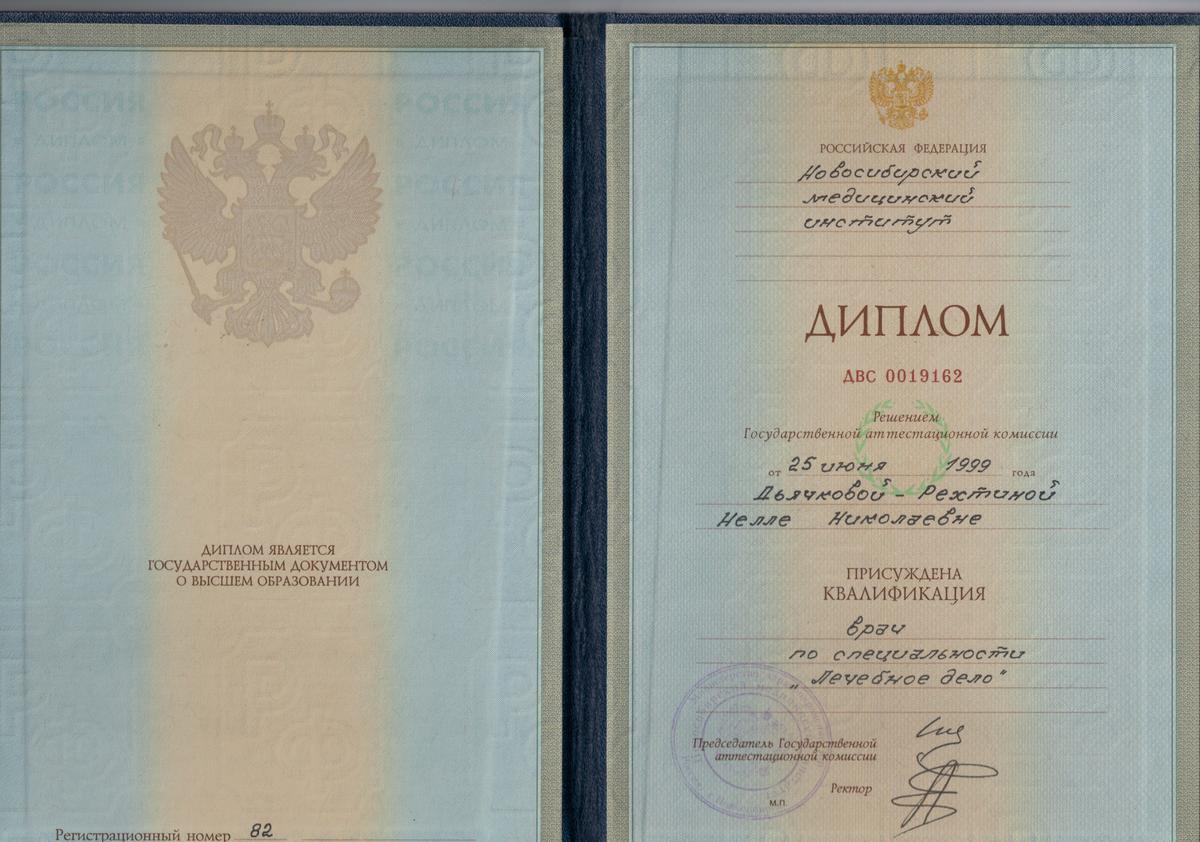 ДИПЛОМ ЯВЛЯЕТСЯ
ГОСУДАРСТВЕННЫМ ДОКУМЕНТОМ
О ВЫСШЕМ ОБРАЗОВАНИИ
Регистрационный номер 82
РОССИЙСКАЯ ФЕДЕРАЦИЯ
Новосибирский
медицинский
институт
ДИПЛОМ
ДВС 0019162
Решением
Государственной аттестационной комиссии
от 25 июня 1999 года
Дьячковой - Рехтиной
Нелле Николаевне
ПРИСУЖДЕНА
КВАЛИФИКАЦИЯ
врач
по специальности
„Лечебное дело"
Председатель Государственной
аттестационной комиссии
Ректор
М.П.